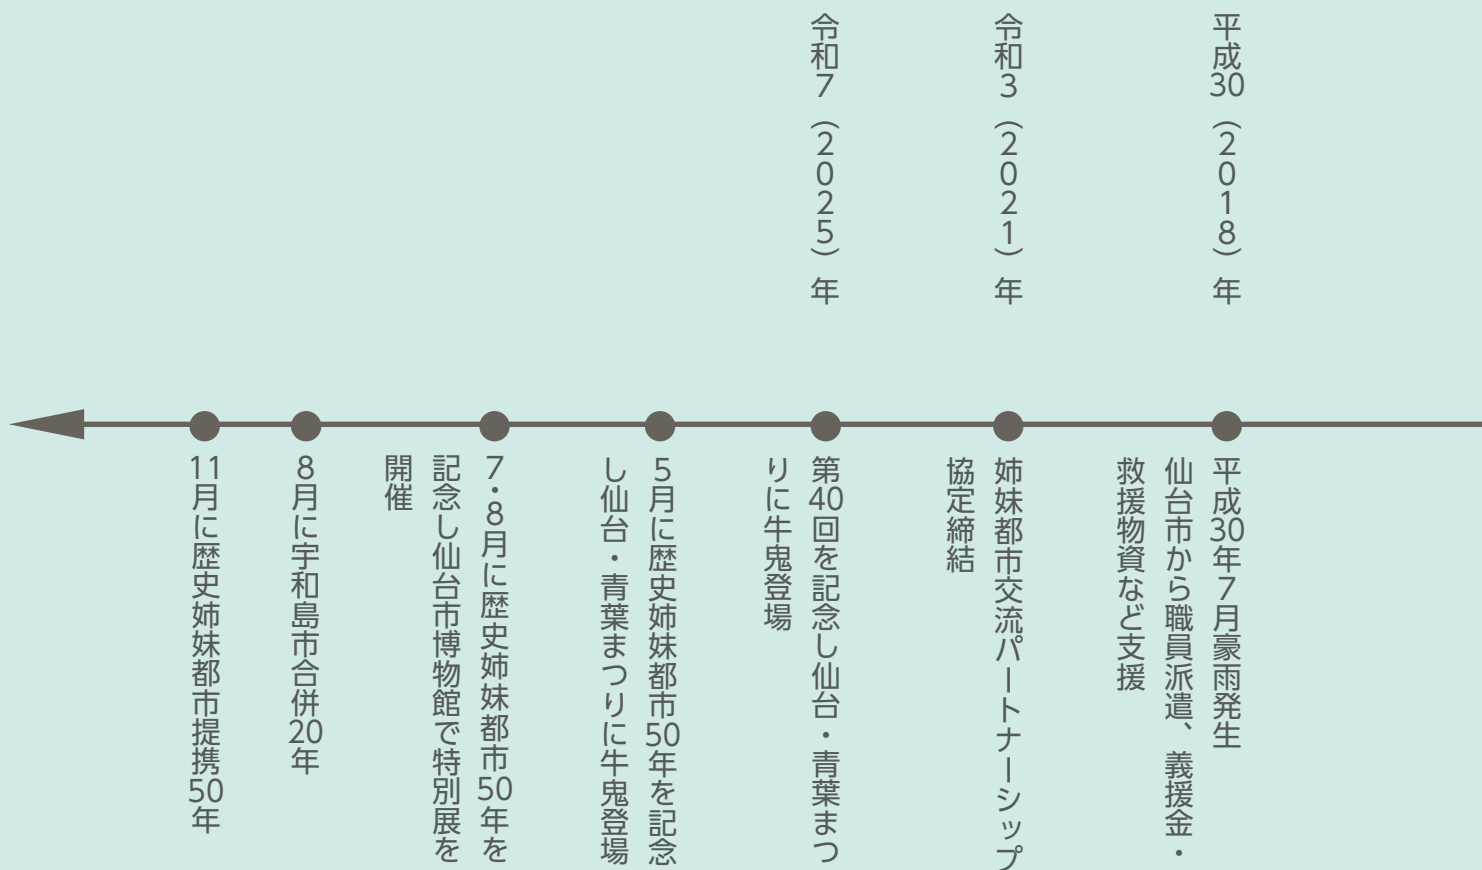 平成30（2018）年
平成30年7月豪雨発生
仙台市から職員派遣、義援金・
救援物資など支援
令和3（2021）年
姉妹都市交流パートナーシップ
協定締結
令和7（2025）年
第40回を記念し仙台・青葉まつ
りに牛鬼登場
5月に歴史姉妹都市50年を記念
し仙台・青葉まつりに牛鬼登場
7・8月に歴史姉妹都市50年を
記念し仙台市博物館で特別展を
開催
8月に宇和島市合併20年
11月に歴史姉妹都市提携50年